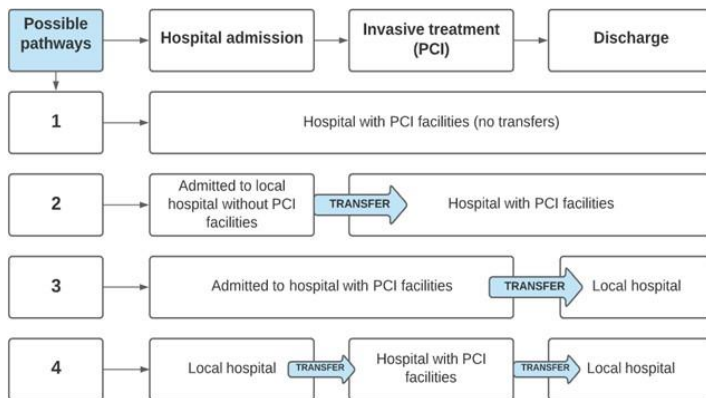 Possible
pathways
Hospital admission
Invasive treatment
(PCI)
Discharge
1
Hospital with PCI facilities (no transfers)
2
Admitted to local
hospital without PCI
facilities
TRANSFER
Hospital with PCI facilities
3
Admitted to hospital with PCI facilities
TRANSFER
Local hospital
4
Local hospital
TRANSFER
Hospital with PCI
facilities
TRANSFER
Local hospital